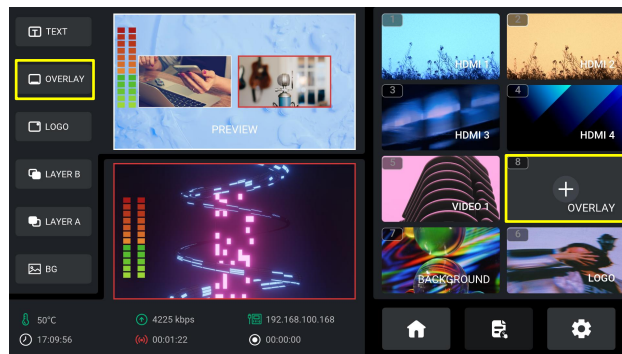 TEXT
OVERLAY
LOGO
LAYER B
LAYER A
BG
PREVIEW
50°C
4225 kbps
192.168.100.168
17:09:56
00:01:22
00:00:00
1
HDMI 1
2
HDMI 2
3
HDMI 3
4
HDMI 4
5
VIDEO 1
8
OVERLAY
7
BACKGROUND
6
LOGO